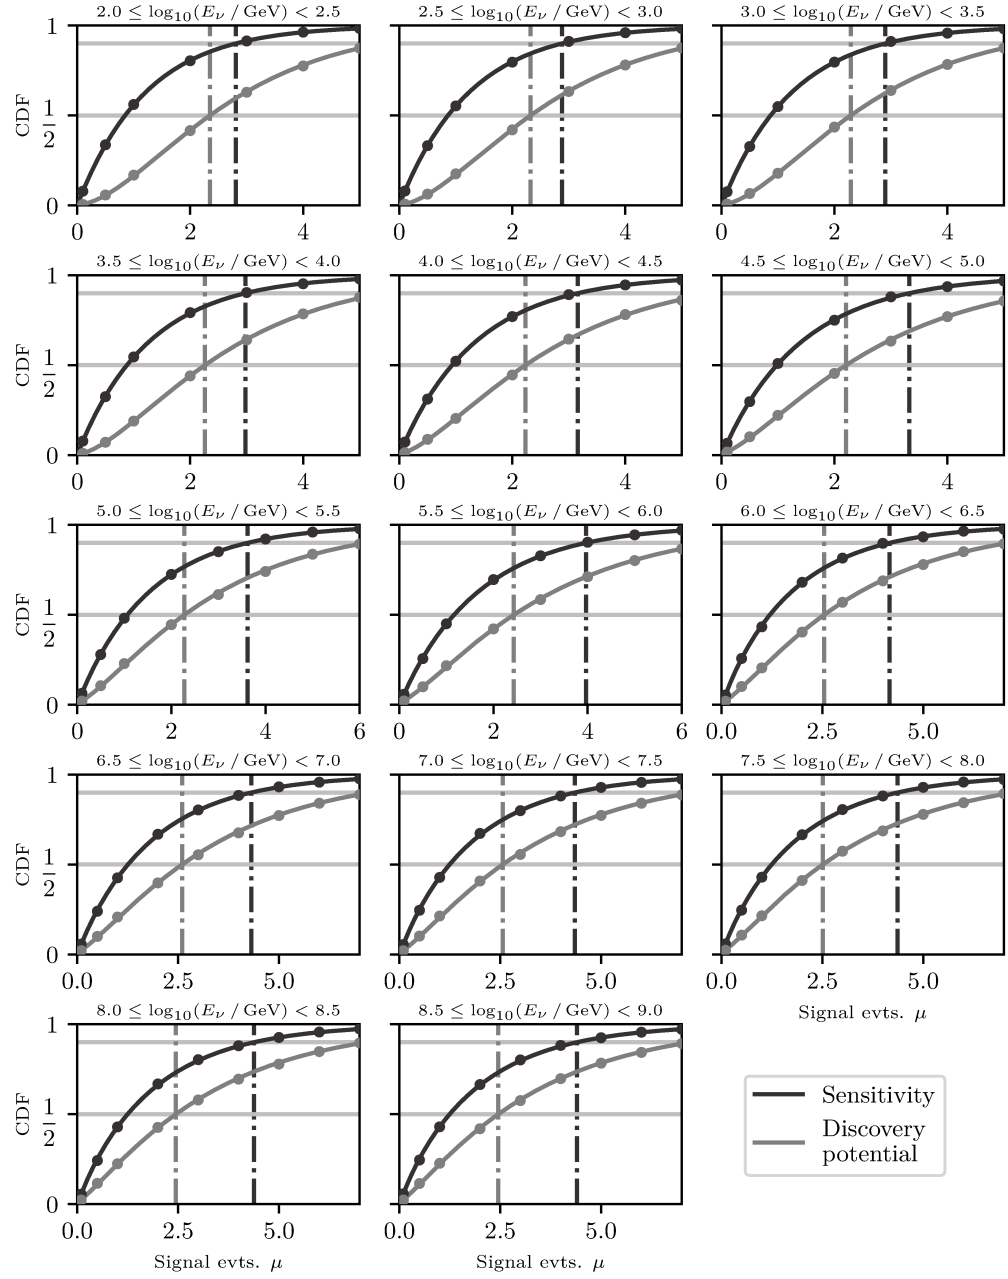 2.0 ≤ log₁₀(Eν / GeV) < 2.5
2.5 ≤ log₁₀(Eν / GeV) < 3.0
3.0 ≤ log₁₀(Eν / GeV) < 3.5
1
CDF
1/2
0
0 2 4
0 2 4
0 2 4
3.5 ≤ log₁₀(Eν / GeV) < 4.0
4.0 ≤ log₁₀(Eν / GeV) < 4.5
4.5 ≤ log₁₀(Eν / GeV) < 5.0
1
CDF
1/2
0
0 2 4
0 2 4
0 2 4
5.0 ≤ log₁₀(Eν / GeV) < 5.5
5.5 ≤ log₁₀(Eν / GeV) < 6.0
6.0 ≤ log₁₀(Eν / GeV) < 6.5
1
CDF
1/2
0
0 2 4 6
0 2 4 6
0.0 2.5 5.0
6.5 ≤ log₁₀(Eν / GeV) < 7.0
7.0 ≤ log₁₀(Eν / GeV) < 7.5
7.5 ≤ log₁₀(Eν / GeV) < 8.0
1
CDF
1/2
0
0.0 2.5 5.0
0.0 2.5 5.0
0.0 2.5 5.0
Signal evts. μ
8.0 ≤ log₁₀(Eν / GeV) < 8.5
8.5 ≤ log₁₀(Eν / GeV) < 9.0
1
CDF
1/2
0
0.0 2.5 5.0
0.0 2.5 5.0
Signal evts. μ
Signal evts. μ
Sensitivity
Discovery
potential